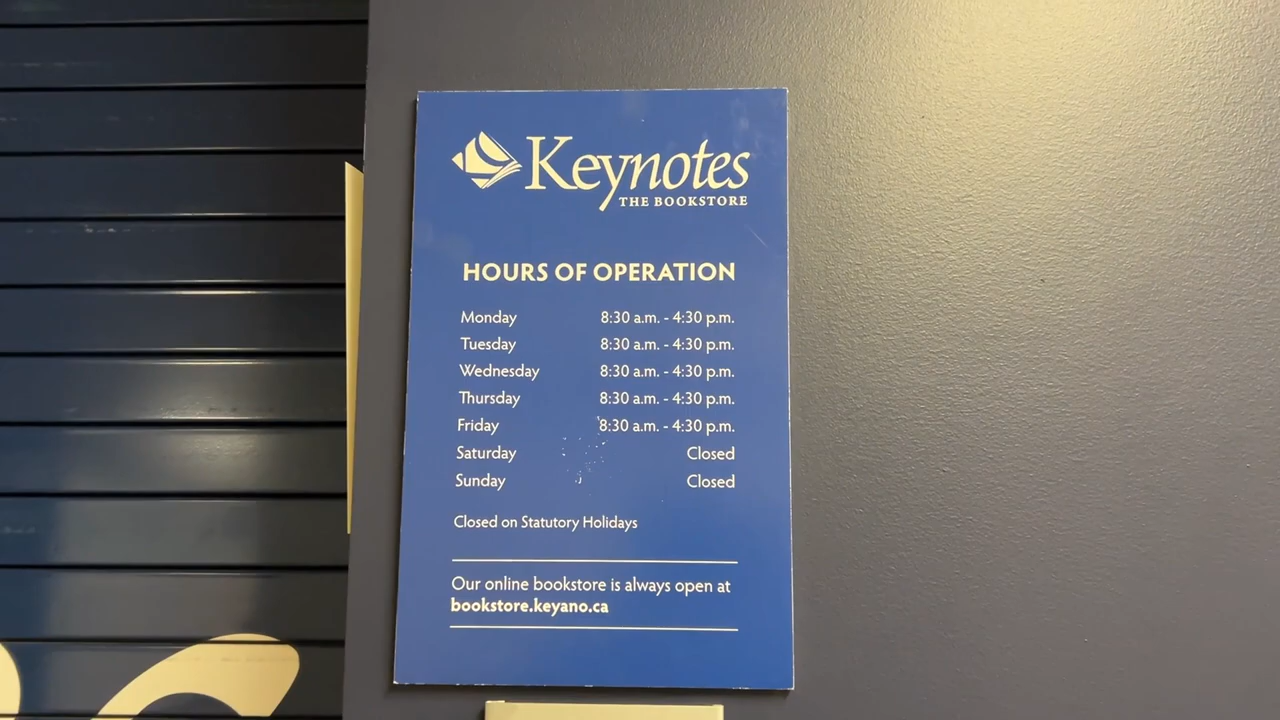 Keynotes
THE BOOKSTORE
HOURS OF OPERATION
Monday 8:30 a.m. - 4:30 p.m.
Tuesday 8:30 a.m. - 4:30 p.m.
Wednesday 8:30 a.m. - 4:30 p.m.
Thursday 8:30 a.m. - 4:30 p.m.
Friday 8:30 a.m. - 4:30 p.m.
Saturday Closed
Sunday Closed
Closed on Statutory Holidays
Our online bookstore is always open at
bookstore.keyano.ca